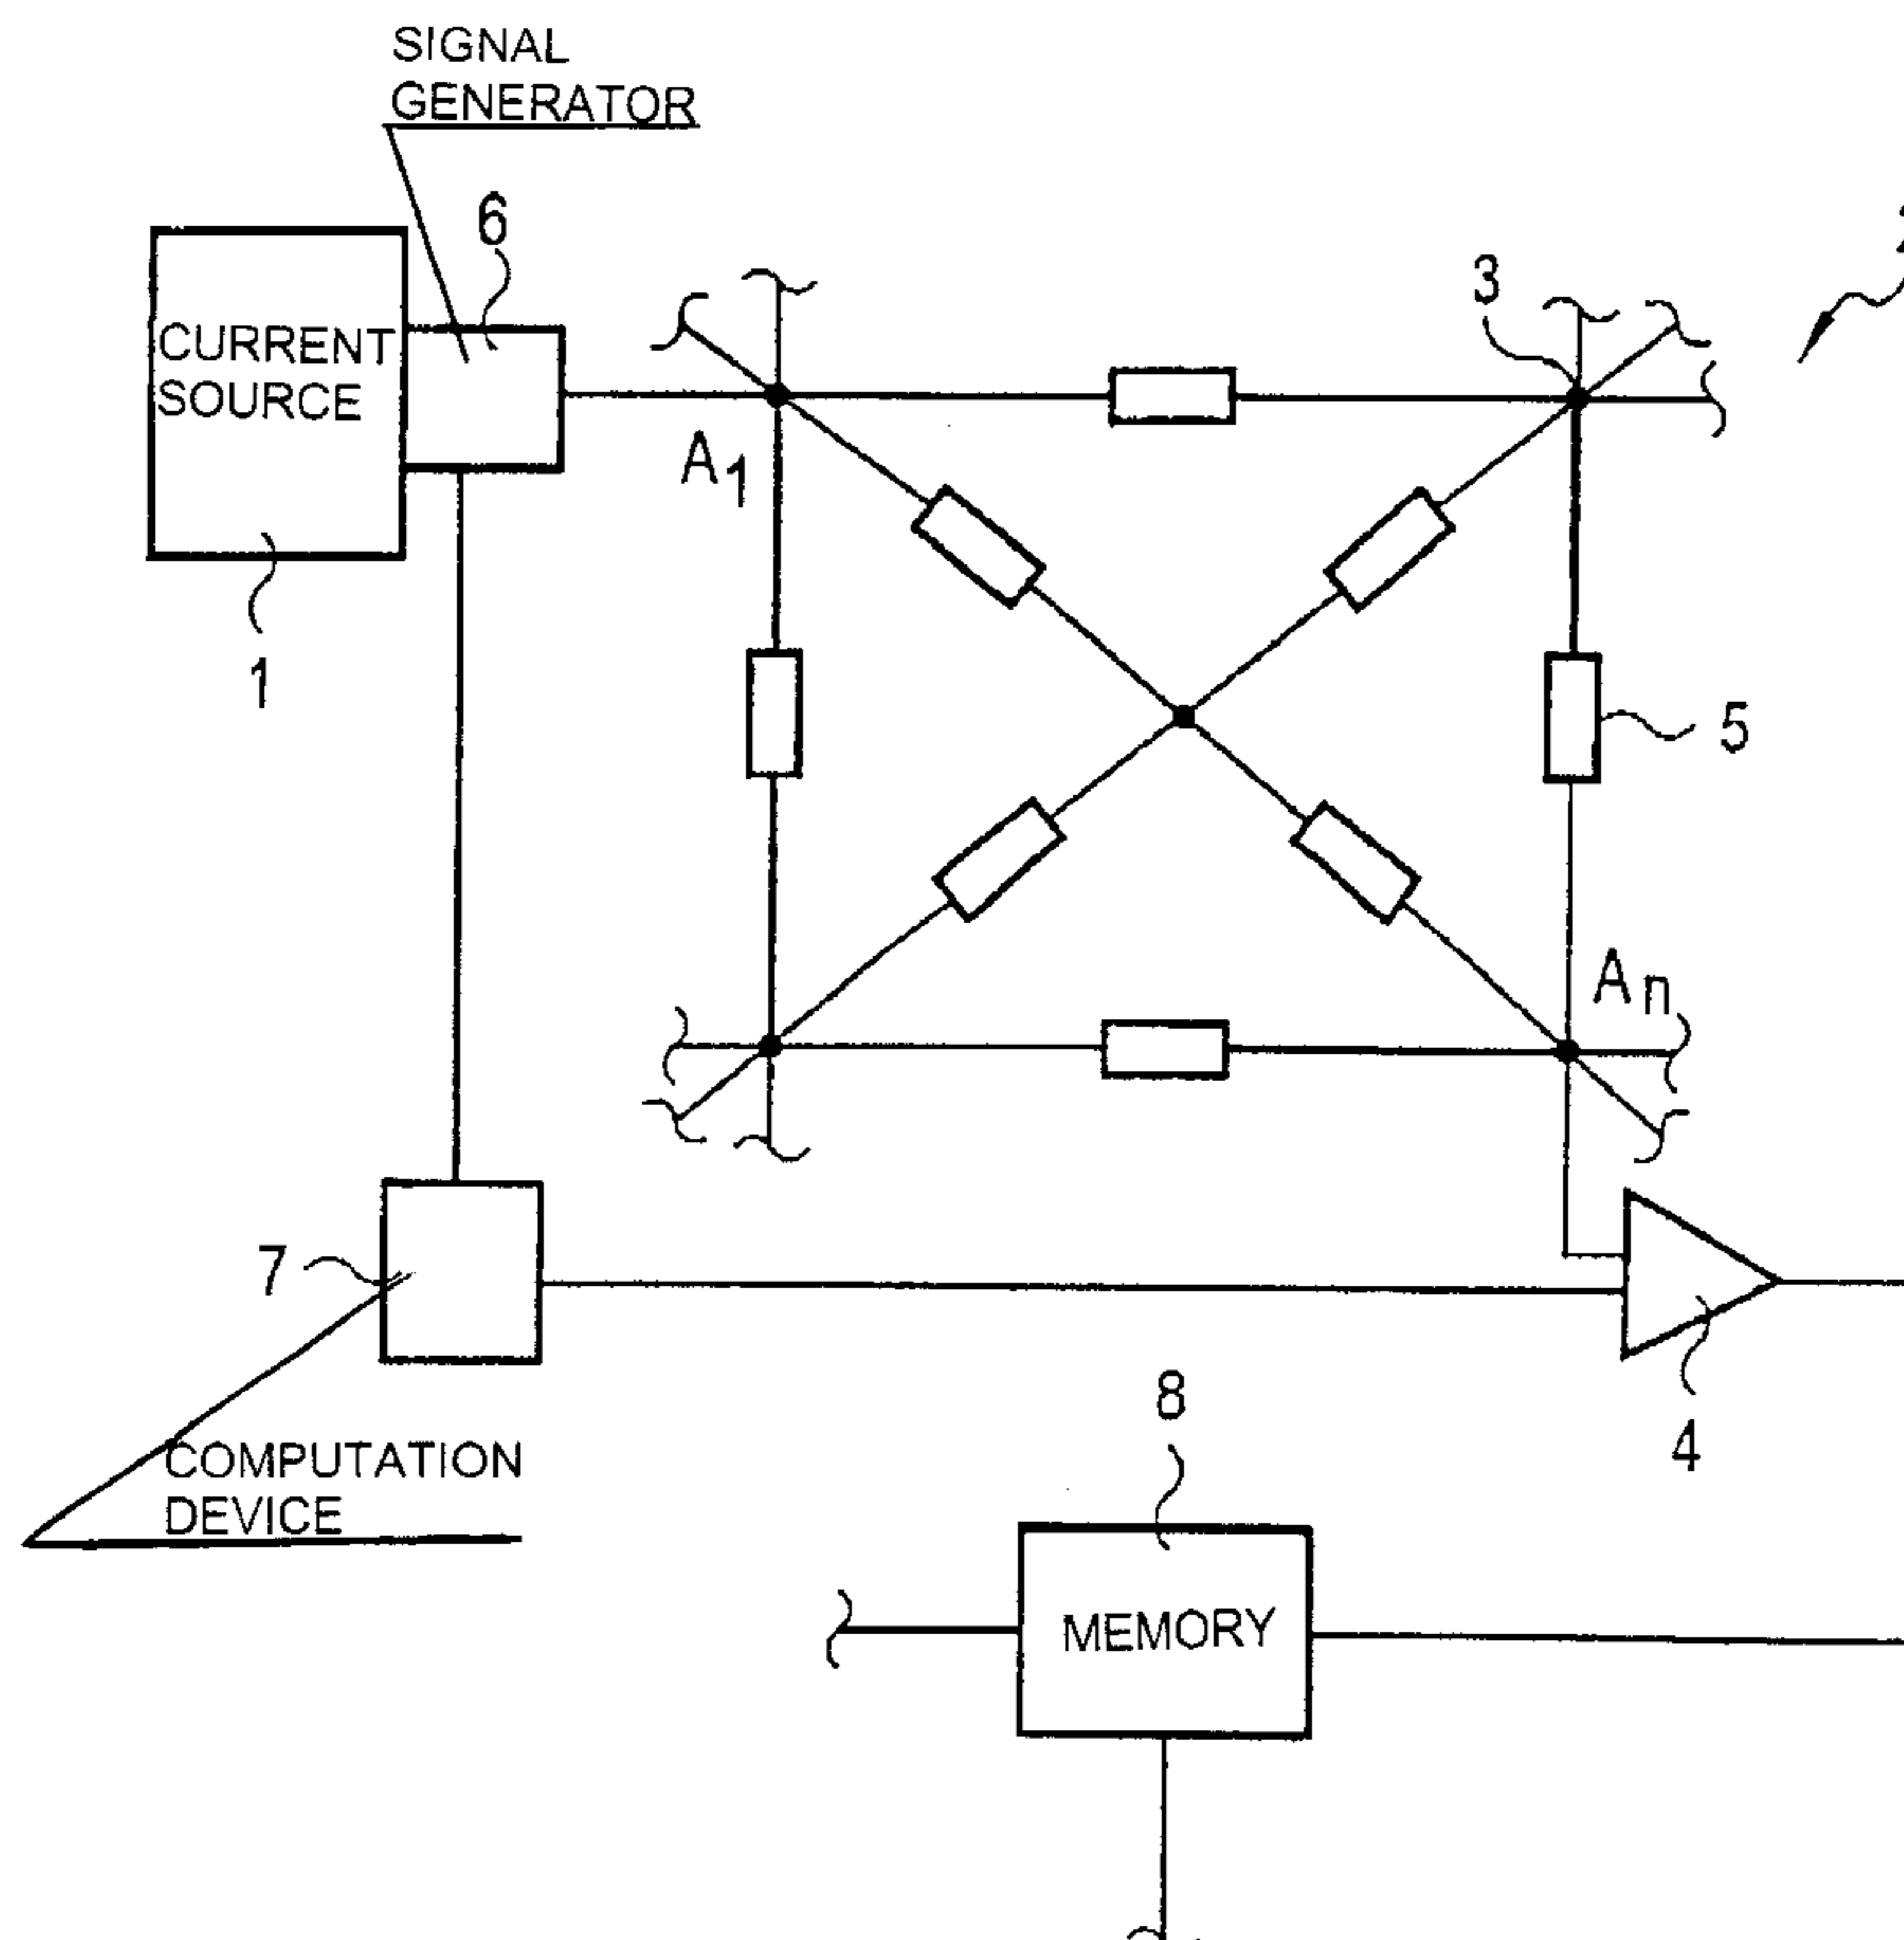 SIGNAL
GENERATOR
6
3
CURRENT
SOURCE
A1
1
5
An
7
8
4
COMPUTATION
DEVICE
MEMORY